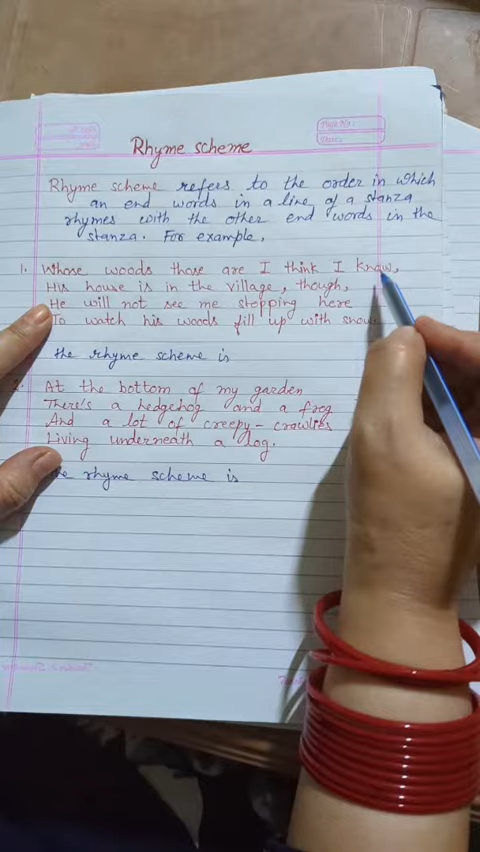 Page No:
Date:
Rhyme scheme
Rhyme scheme refers to the order in which
an end words in a line of a stanza
rhymes with the other end words in the
stanza. For example,
1. Whose woods those are I think I know,
His house is in the village, though,
He will not see me stopping here
To watch his woods fill up with snow.
the rhyme scheme is
2. At the bottom of my garden
There's a hedgehog and a frog
And a lot of creepy-crawlies
Living underneath a log.
rhyme scheme is